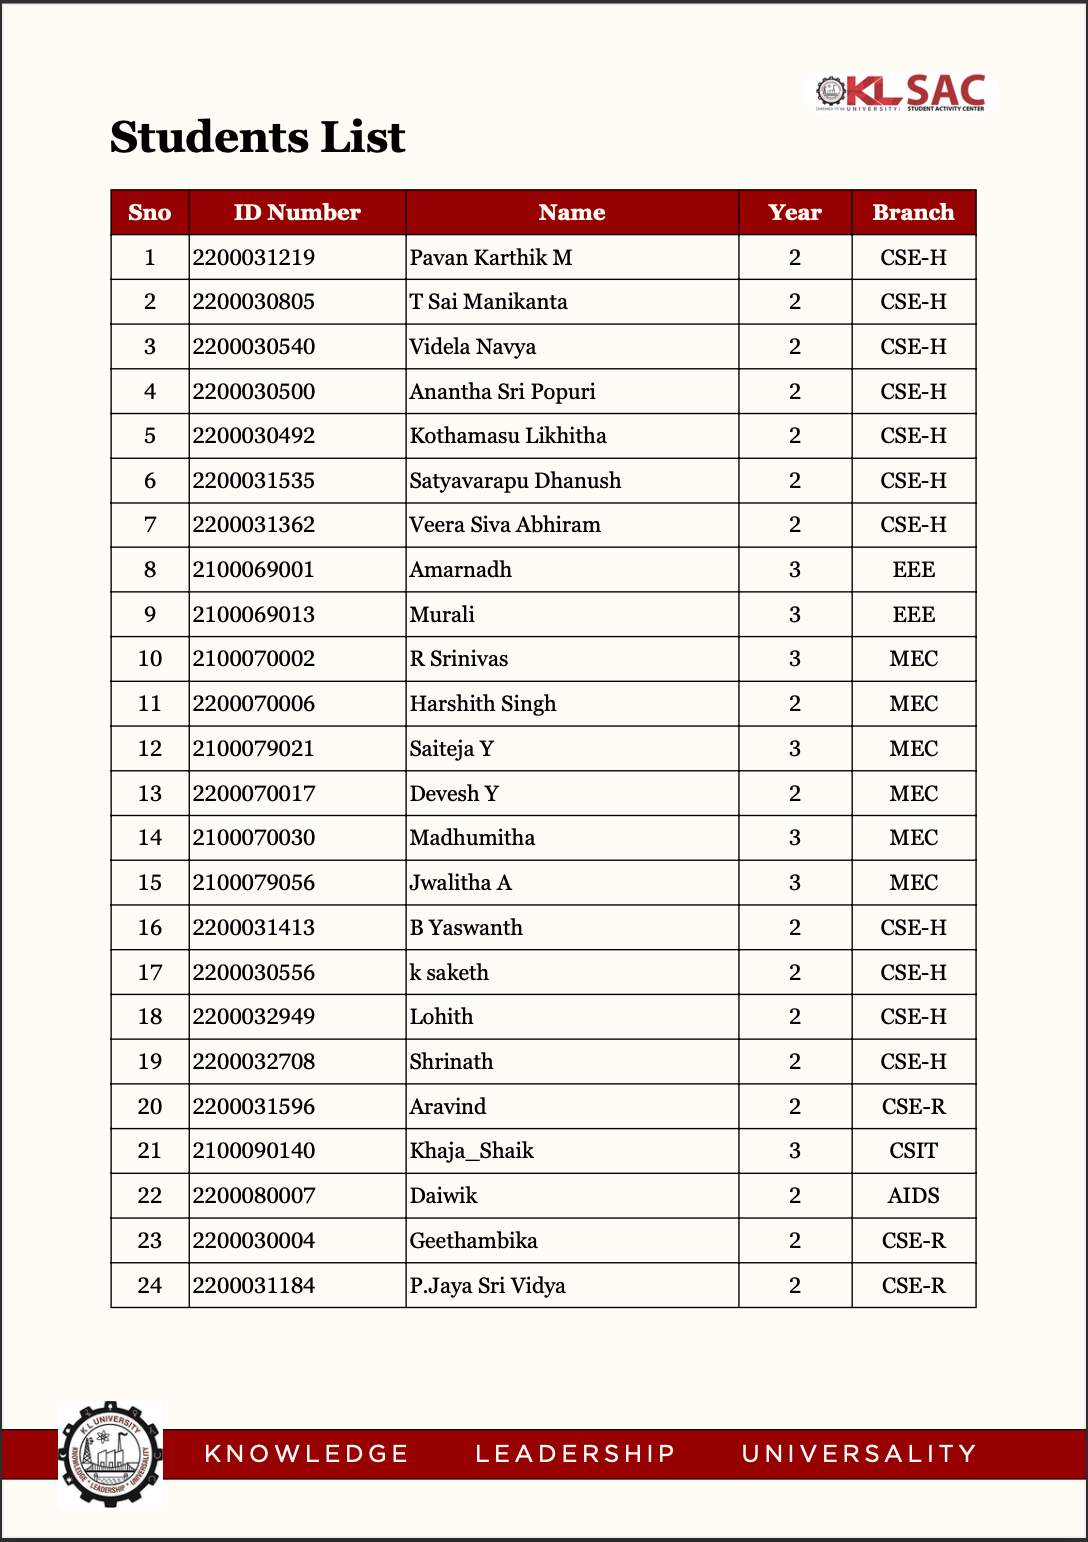 KL SAC
(DEEMED TO BE UNIVERSITY) STUDENT ACTIVITY CENTER
Students List
Sno ID Number Name Year Branch
1 2200031219 Pavan Karthik M 2 CSE-H
2 2200030805 T Sai Manikanta 2 CSE-H
3 2200030540 Videla Navya 2 CSE-H
4 2200030500 Anantha Sri Popuri 2 CSE-H
5 2200030492 Kothamasu Likhitha 2 CSE-H
6 2200031535 Satyavarapu Dhanush 2 CSE-H
7 2200031362 Veera Siva Abhiram 2 CSE-H
8 2100069001 Amarnadh 3 EEE
9 2100069013 Murali 3 EEE
10 2100070002 R Srinivas 3 MEC
11 2200070006 Harshith Singh 2 MEC
12 2100079021 Saiteja Y 3 MEC
13 2200070017 Devesh Y 2 MEC
14 2100070030 Madhumitha 3 MEC
15 2100079056 Jwalitha A 3 MEC
16 2200031413 B Yaswanth 2 CSE-H
17 2200030556 k saketh 2 CSE-H
18 2200032949 Lohith 2 CSE-H
19 2200032708 Shrinath 2 CSE-H
20 2200031596 Aravind 2 CSE-R
21 2100090140 Khaja_Shaik 3 CSIT
22 2200080007 Daiwik 2 AIDS
23 2200030004 Geethambika 2 CSE-R
24 2200031184 P.Jaya Sri Vidya 2 CSE-R
K L UNIVERSITY
KNOWLEDGE * LEADERSHIP * UNIVERSALITY
KNOWLEDGE LEADERSHIP UNIVERSALITY